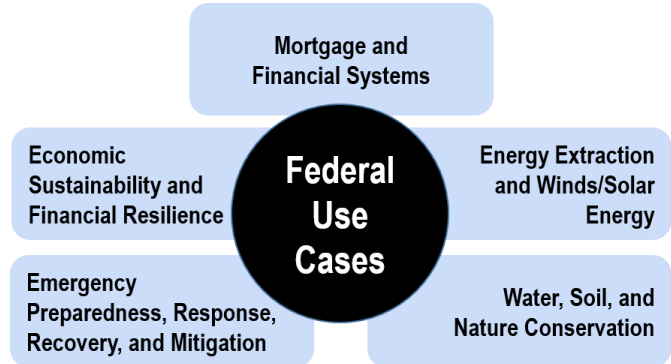 Mortgage and
Financial Systems
Economic
Sustainability and
Financial Resilience
Federal
Use
Cases
Energy Extraction
and Winds/Solar
Energy
Emergency
Preparedness, Response,
Recovery, and Mitigation
Water, Soil, and
Nature Conservation